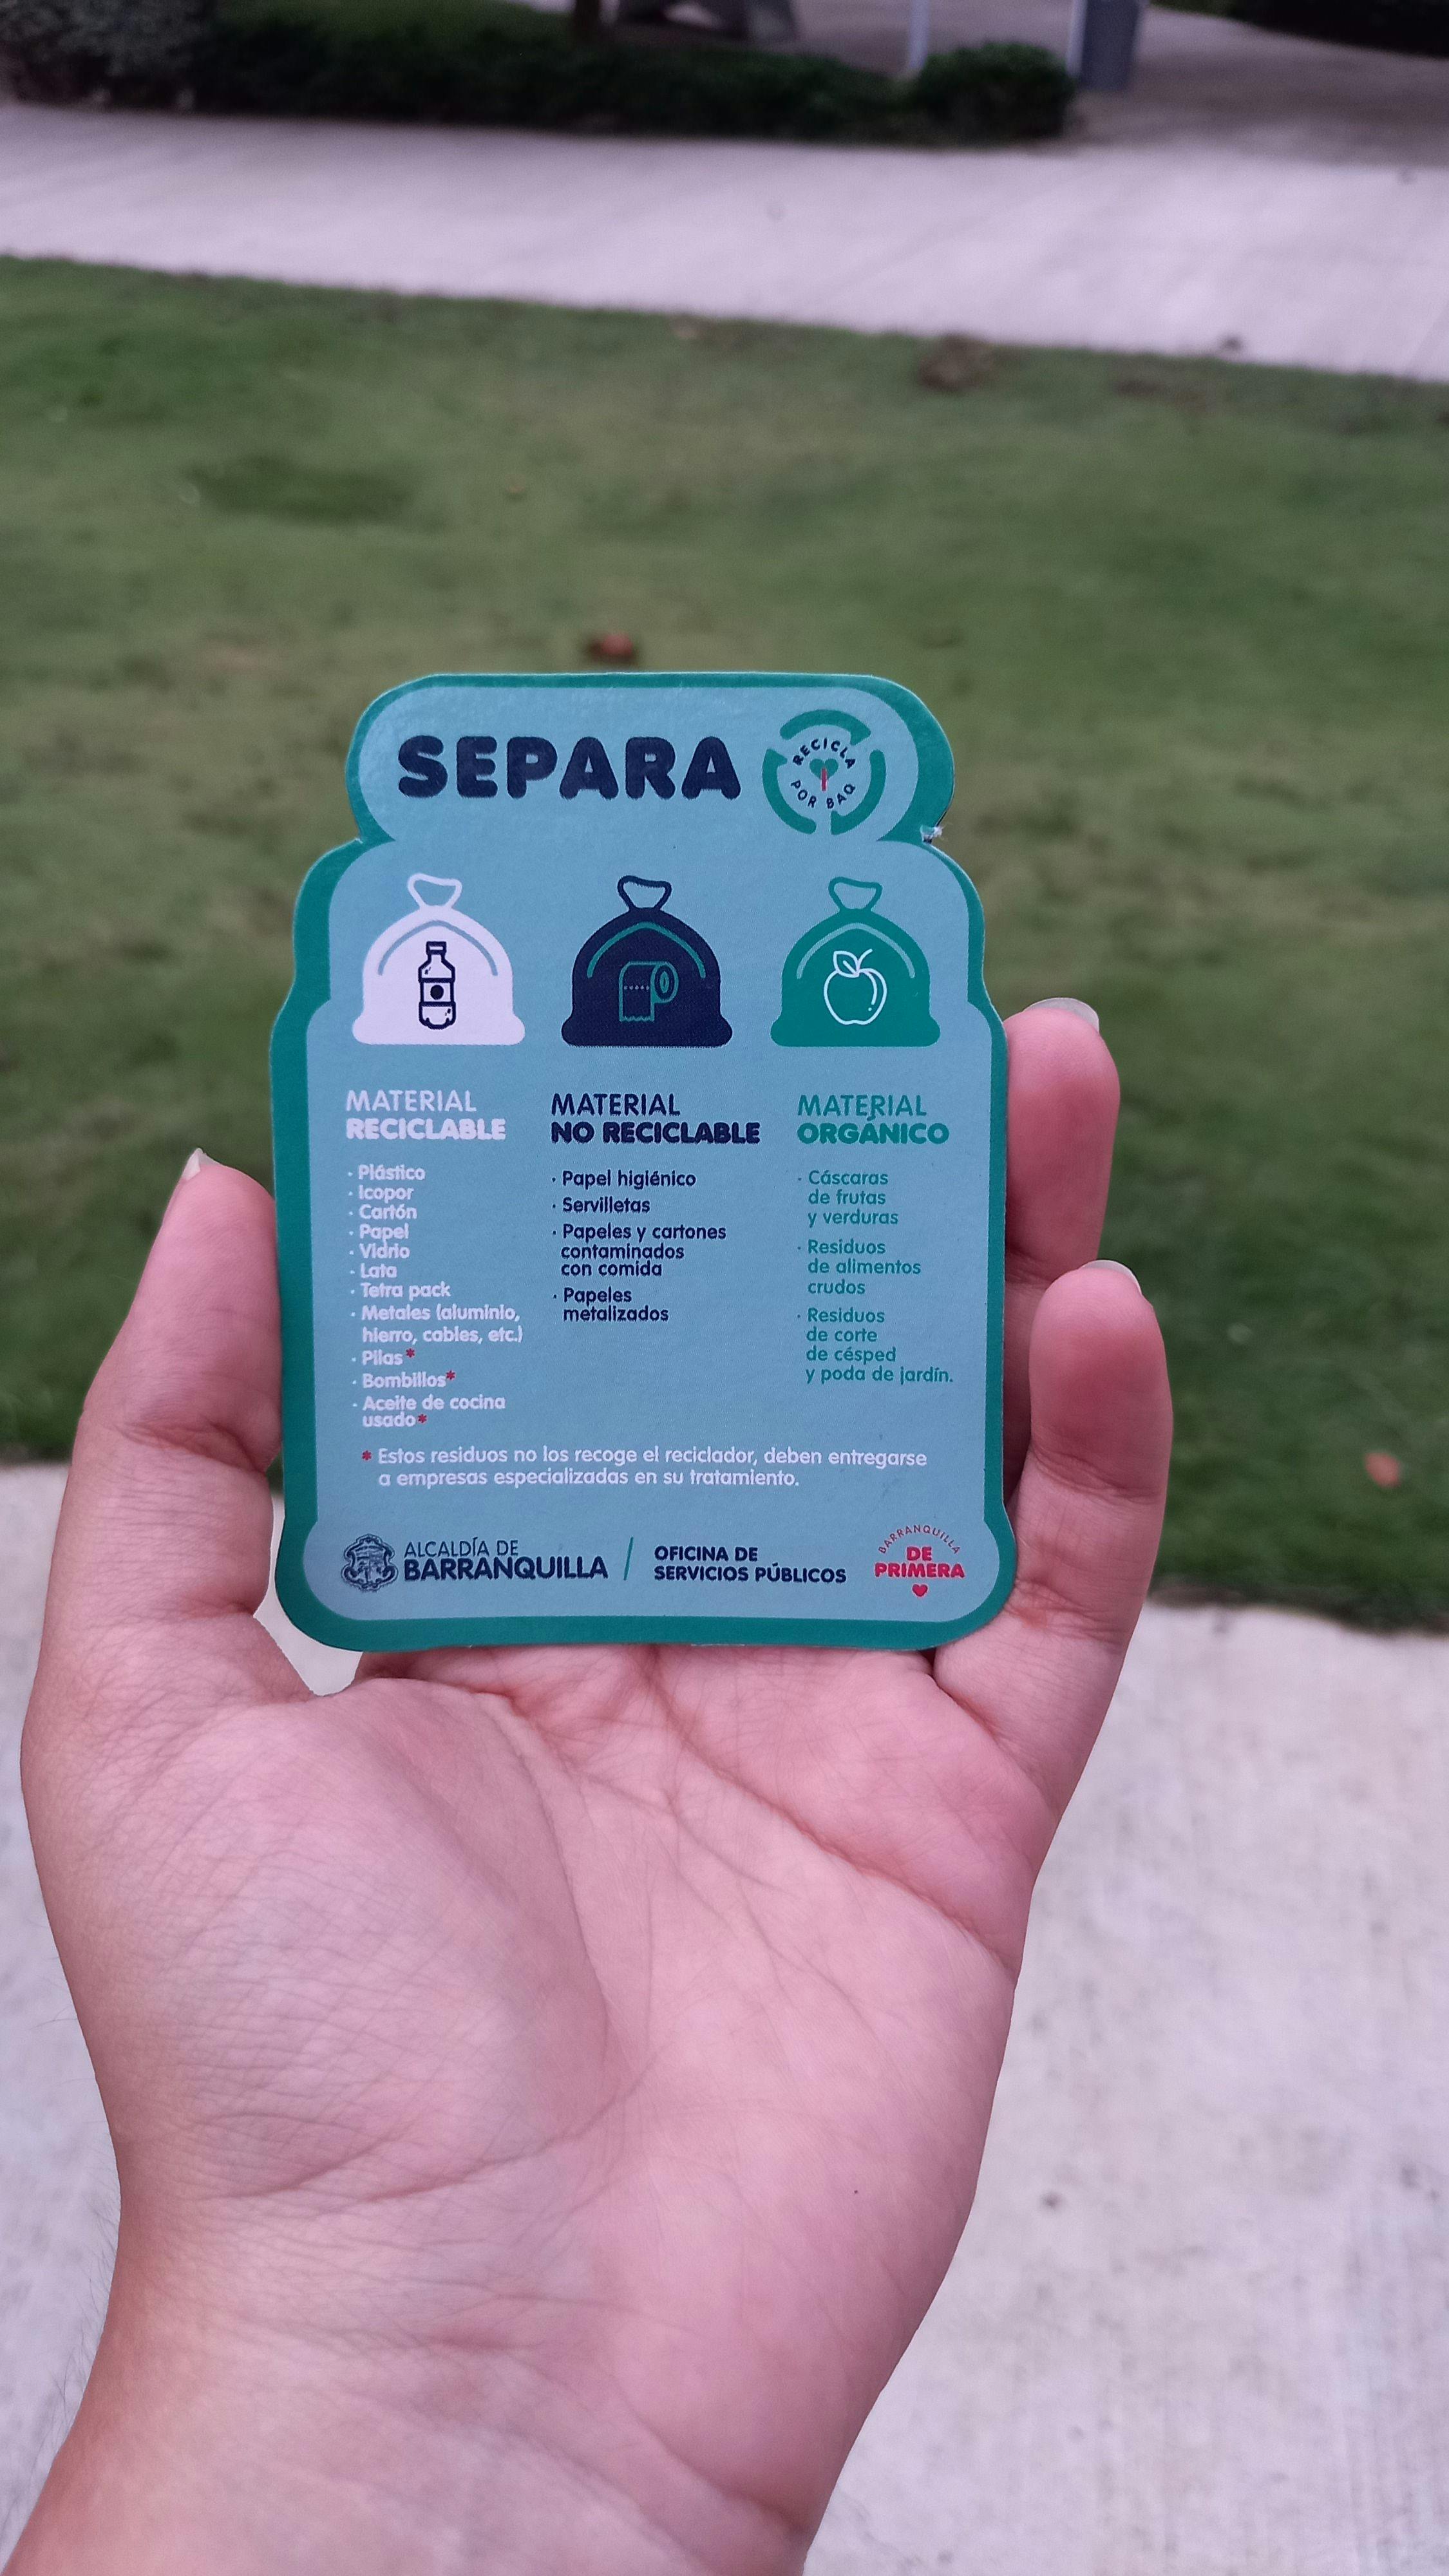 SEPARA
RECICLA
POR BAQ
MATERIAL
RECICLABLE
· Plástico
· Icopor
· Cartón
· Papel
· Vidrio
· Lata
· Tetra pack
· Metales (aluminio,
hierro, cables, etc.)
· Pilas*
· Bombillos*
· Aceite de cocina
usado*
MATERIAL
NO RECICLABLE
· Papel higiénico
· Servilletas
· Papeles y cartones
contaminados
con comida
· Papeles
metalizados
MATERIAL
ORGÁNICO
· Cáscaras
de frutas
y verduras
· Residuos
de alimentos
crudos
· Residuos
de corte
de césped
y poda de jardín.
* Estos residuos no los recoge el reciclador, deben entregarse
a empresas especializadas en su tratamiento.
ALCALDÍA DE
BARRANQUILLA
OFICINA DE
SERVICIOS PÚBLICOS
BARRANQUILLA
DE
PRIMERA